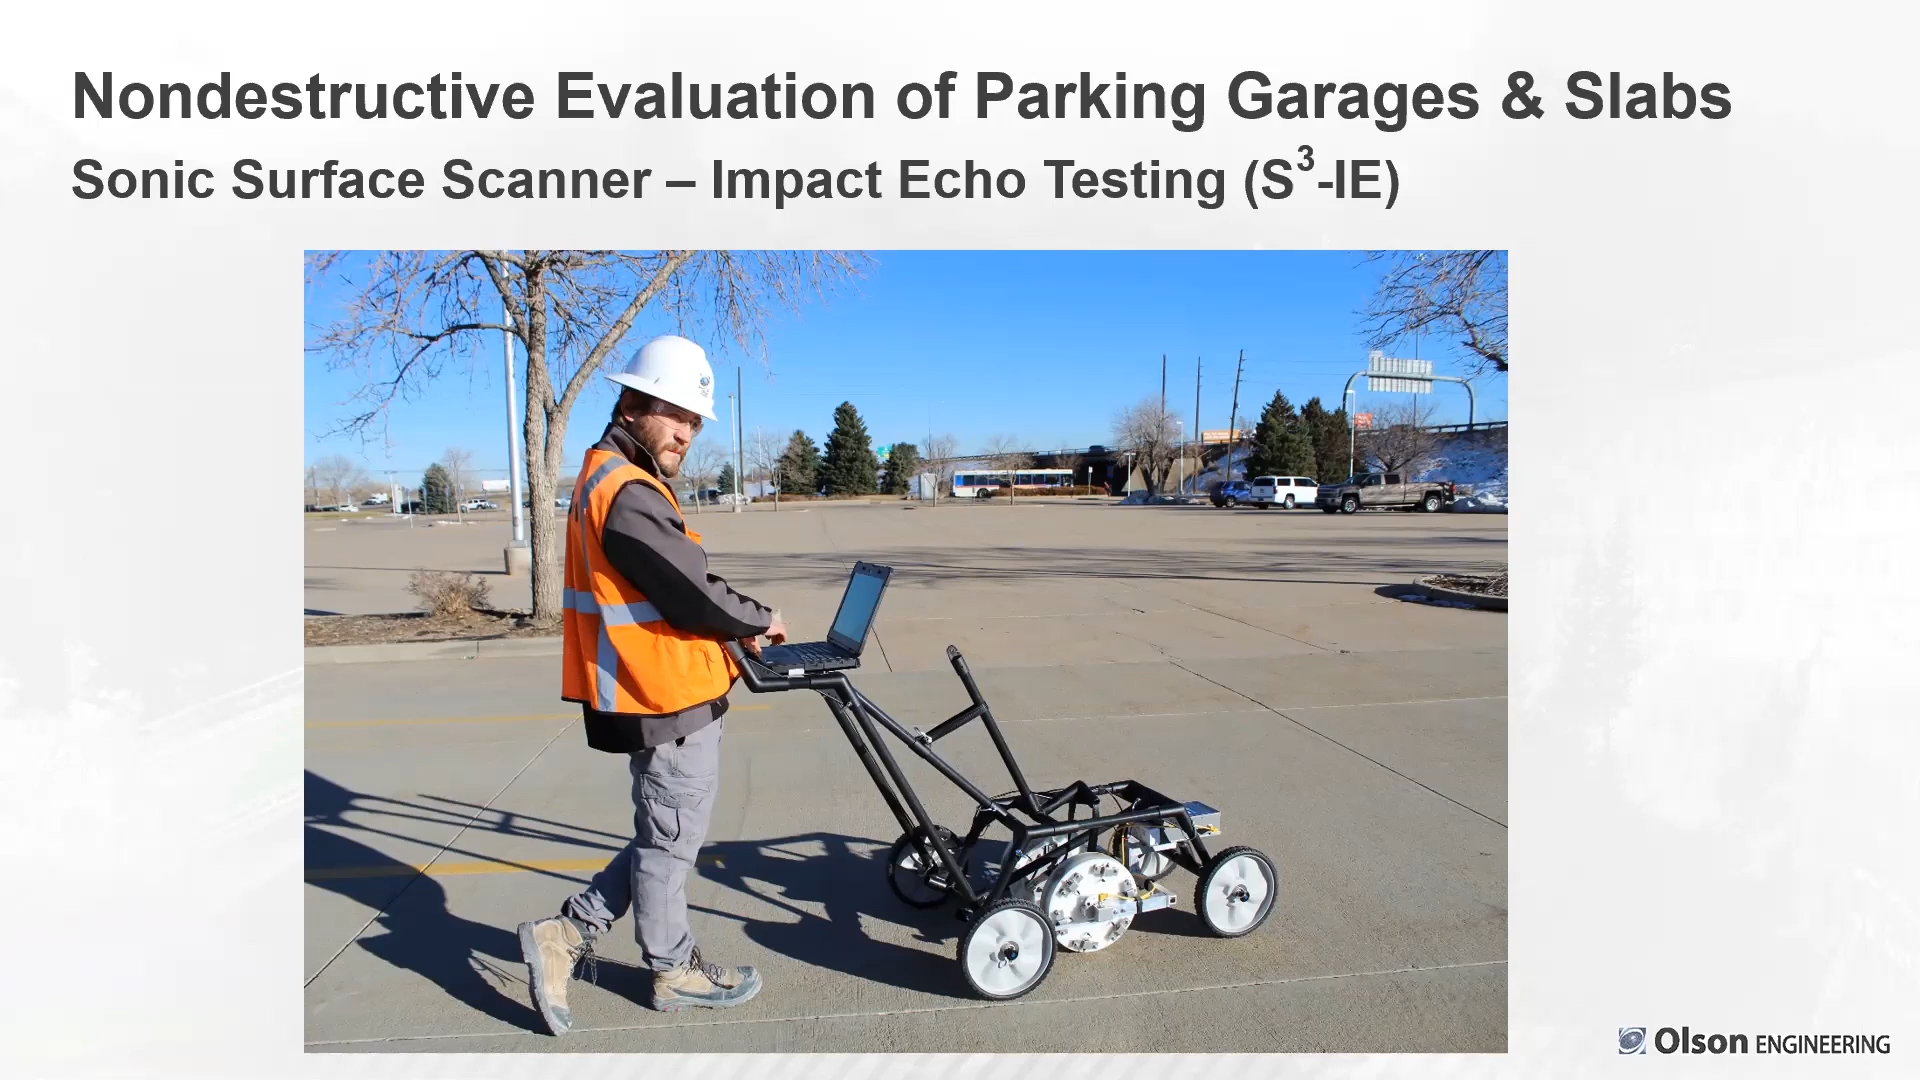 Nondestructive Evaluation of Parking Garages & Slabs
Sonic Surface Scanner – Impact Echo Testing (S³-IE)
Olson ENGINEERING